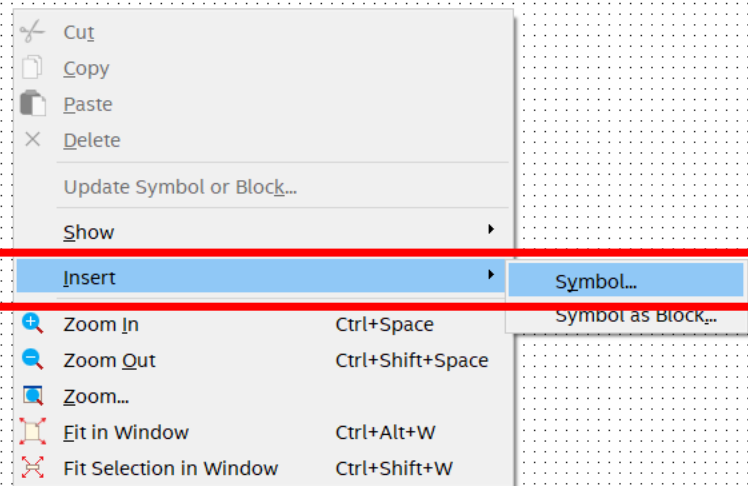 Cut
Copy
Paste
Delete
Update Symbol or Block...
Show
Insert
Symbol...
Symbol as Block...
Zoom In Ctrl+Space
Zoom Out Ctrl+Shift+Space
Zoom...
Fit in Window Ctrl+Alt+W
Fit Selection in Window Ctrl+Shift+W